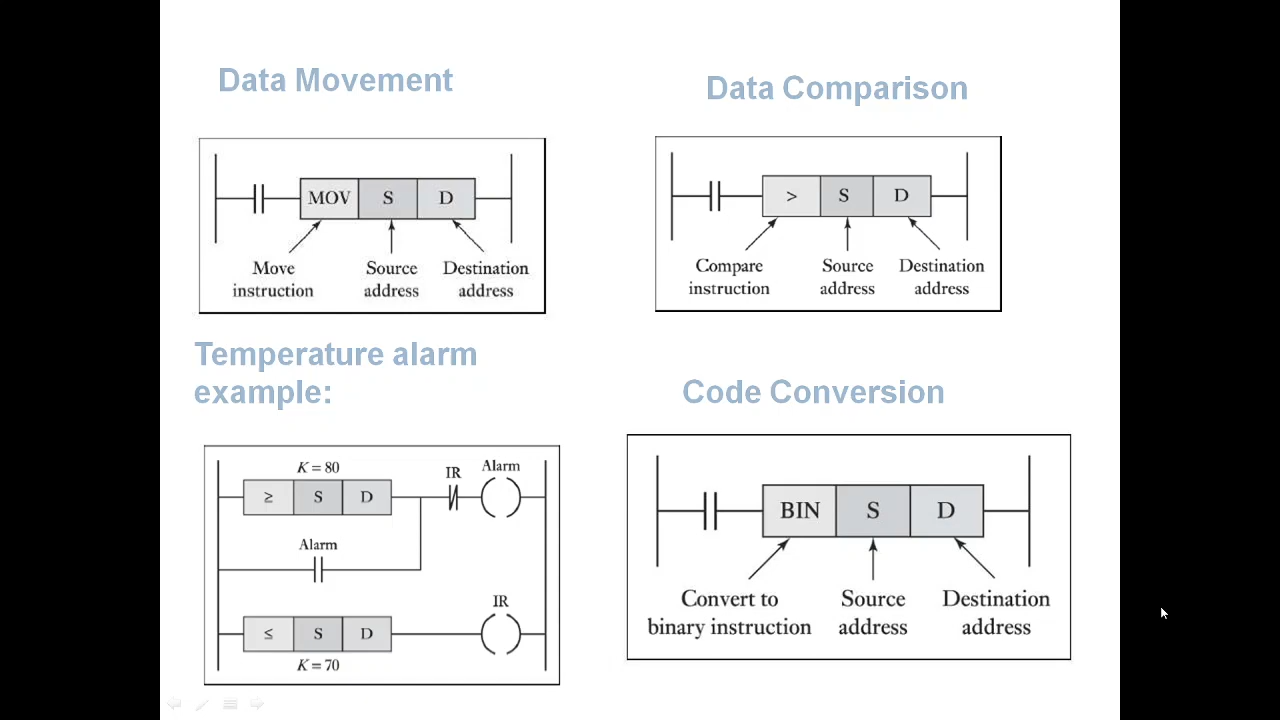 Data Movement
MOV S D
Move instruction
Source address
Destination address
Data Comparison
> S D
Compare instruction
Source address
Destination address
Temperature alarm
example:
K = 80
≥ S D
IR
Alarm
Alarm
IR
≤ S D
K = 70
Code Conversion
BIN S D
Convert to
binary instruction
Source
address
Destination
address